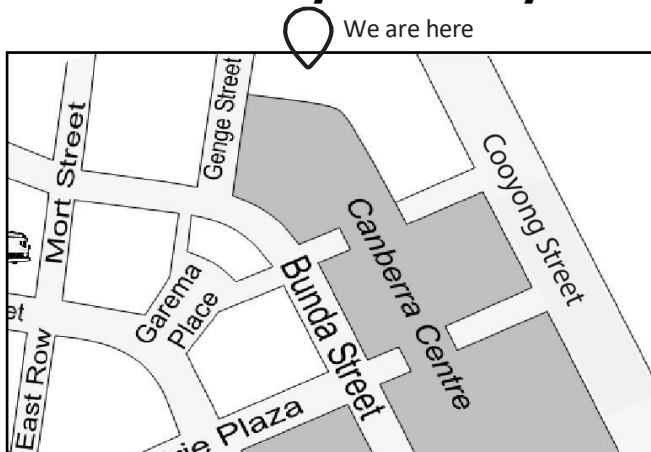 We are here
Mort Street
Genge Street
Cooyong Street
Canberra Centre
Garema
Place
Bunda Street
East Row
Plaza